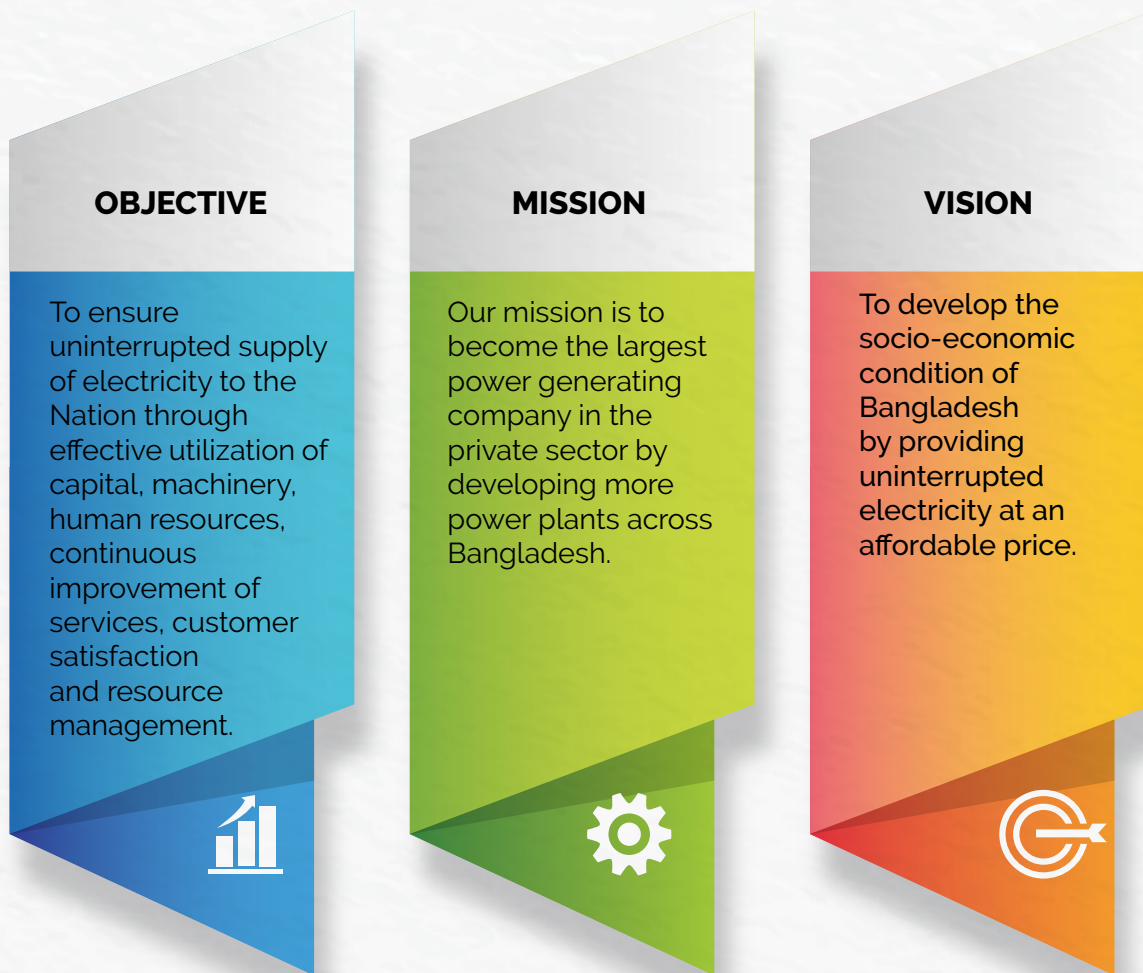 OBJECTIVE
To ensure
uninterrupted supply
of electricity to the
Nation through
effective utilization of
capital, machinery,
human resources,
continuous
improvement of
services, customer
satisfaction
and resource
management.
MISSION
Our mission is to
become the largest
power generating
company in the
private sector by
developing more
power plants across
Bangladesh.
VISION
To develop the
socio-economic
condition of
Bangladesh
by providing
uninterrupted
electricity at an
affordable price.